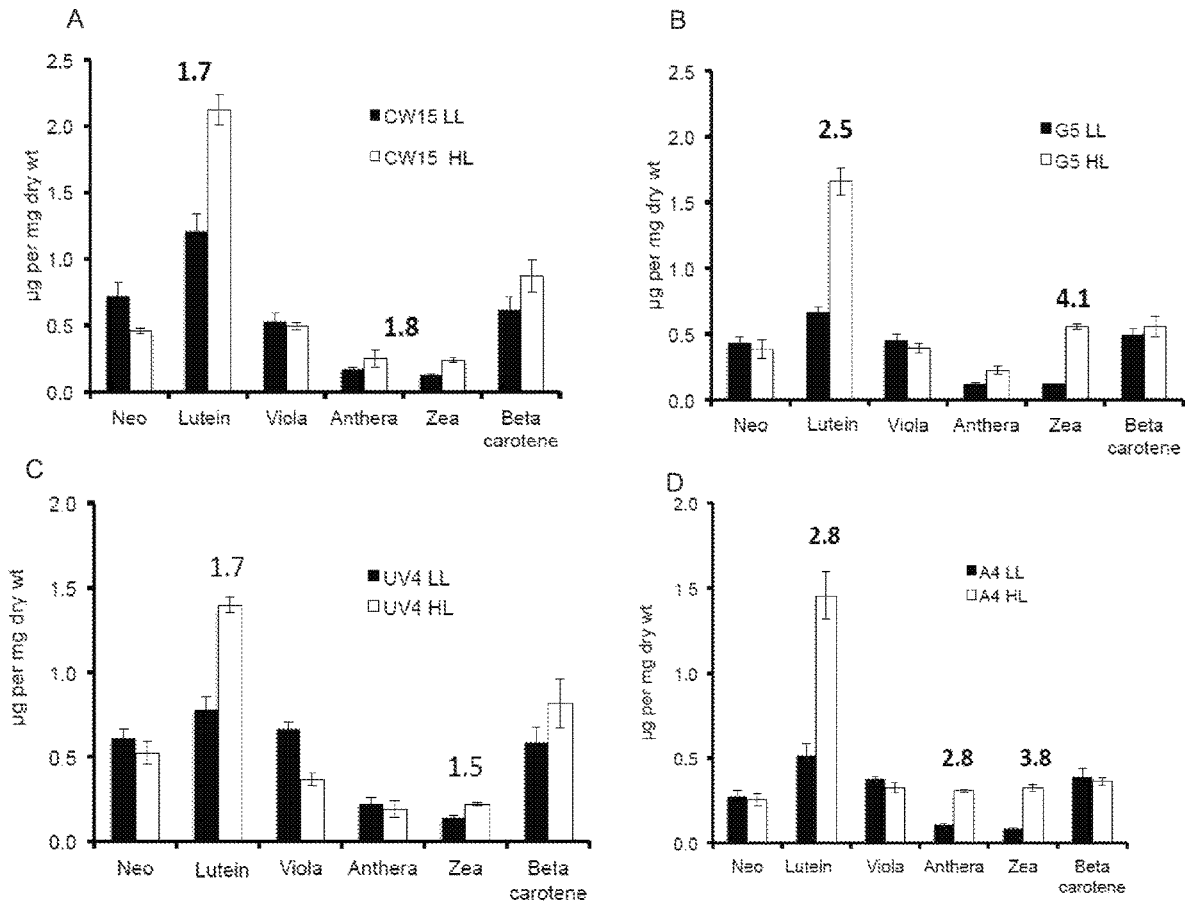 A
µg per mg dry wt
2.5
2.0
1.5
1.0
0.5
0.0
1.7
1.8
CW15 LL
CW15 HL
Neo Lutein Viola Anthera Zea Beta
carotene
B
µg per mg dry wt
2.5
2.0
1.5
1.0
0.5
0.0
2.5
4.1
G5 LL
G5 HL
Neo Lutein Viola Anthera Zea Beta
carotene
C
µg per mg dry wt
2.0
1.5
1.0
0.5
0.0
1.7
1.5
UV4 LL
UV4 HL
Neo Lutein Viola Anthera Zea Beta
carotene
D
µg per mg dry wt
2.0
1.5
1.0
0.5
0.0
2.8
2.8 3.8
A4 LL
A4 HL
Neo Lutein Viola Anthera Zea Beta
carotene